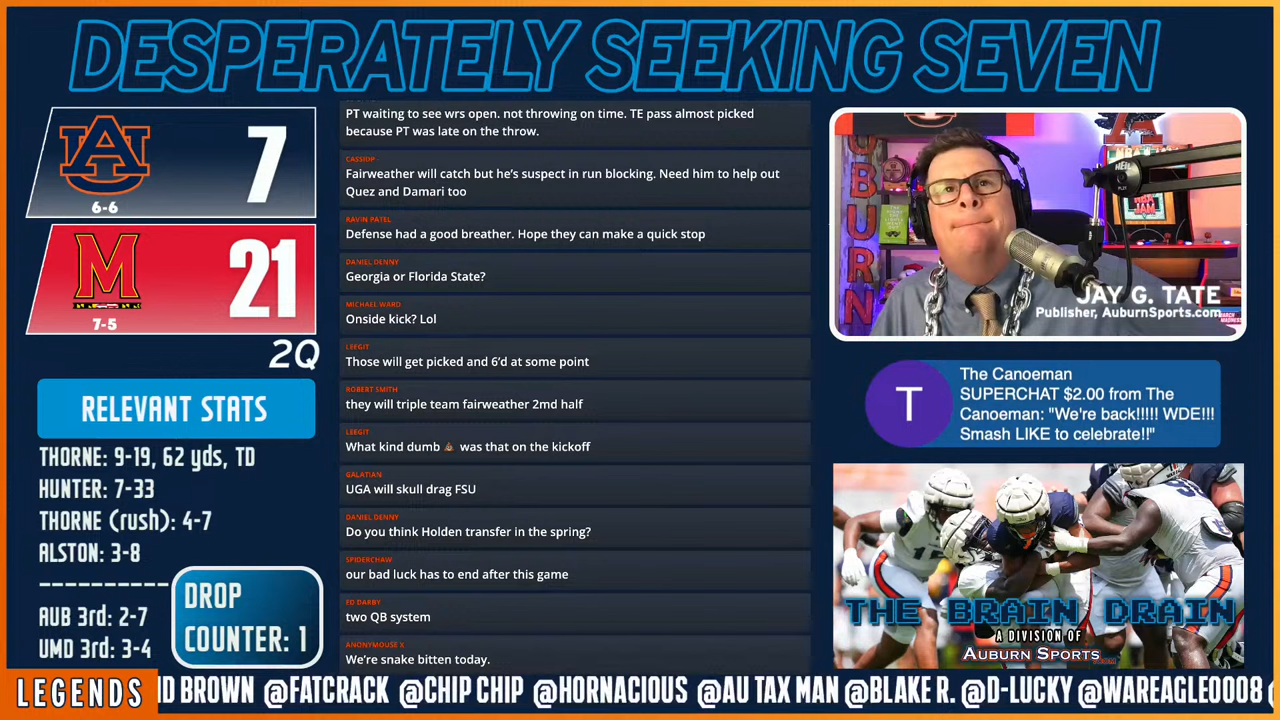 DESPERATELY SEEKING SEVEN
7
6-6
M
21
7-5
2Q
RELEVANT STATS
THORNE: 9-19, 62 yds, TD
HUNTER: 7-33
THORNE (rush): 4-7
ALSTON: 3-8
AUB 3rd: 2-7
UMD 3rd: 3-4
DROP
COUNTER: 1
PT waiting to see wrs open. not throwing on time. TE pass almost picked
because PT was late on the throw.
CASSIOP
Fairweather will catch but he's suspect in run blocking. Need him to help out
Quez and Damari too
RAVIN PATEL
Defense had a good breather. Hope they can make a quick stop
DANIEL DENNY
Georgia or Florida State?
MICHAEL WARD
Onside kick? Lol
LEEGIT
Those will get picked and 6'd at some point
ROBERT SMITH
they will triple team fairweather 2md half
LEEGIT
What kind dumb 💩 was that on the kickoff
GALATIAN
UGA will skull drag FSU
DANIEL DENNY
Do you think Holden transfer in the spring?
SPIDERCHAW
our bad luck has to end after this game
ED DARBY
two QB system
ANONYMOUSE X
We're snake bitten today.
BURN
NBA JAM
JAY G. TATE
Publisher, AuburnSports.com
T
The Canoeman
SUPERCHAT $2.00 from The
Canoeman: "We're back!!!!! WDE!!!
Smash LIKE to celebrate!!"
THE BRAIN DRAIN
A DIVISION OF
AUBURN SPORTS
LEGENDS
ID BROWN @FATCRACK @CHIP CHIP @HORNACIOUS @AU TAX MAN @BLAKE R. @D-LUCKY @WAREAGLE0008 @